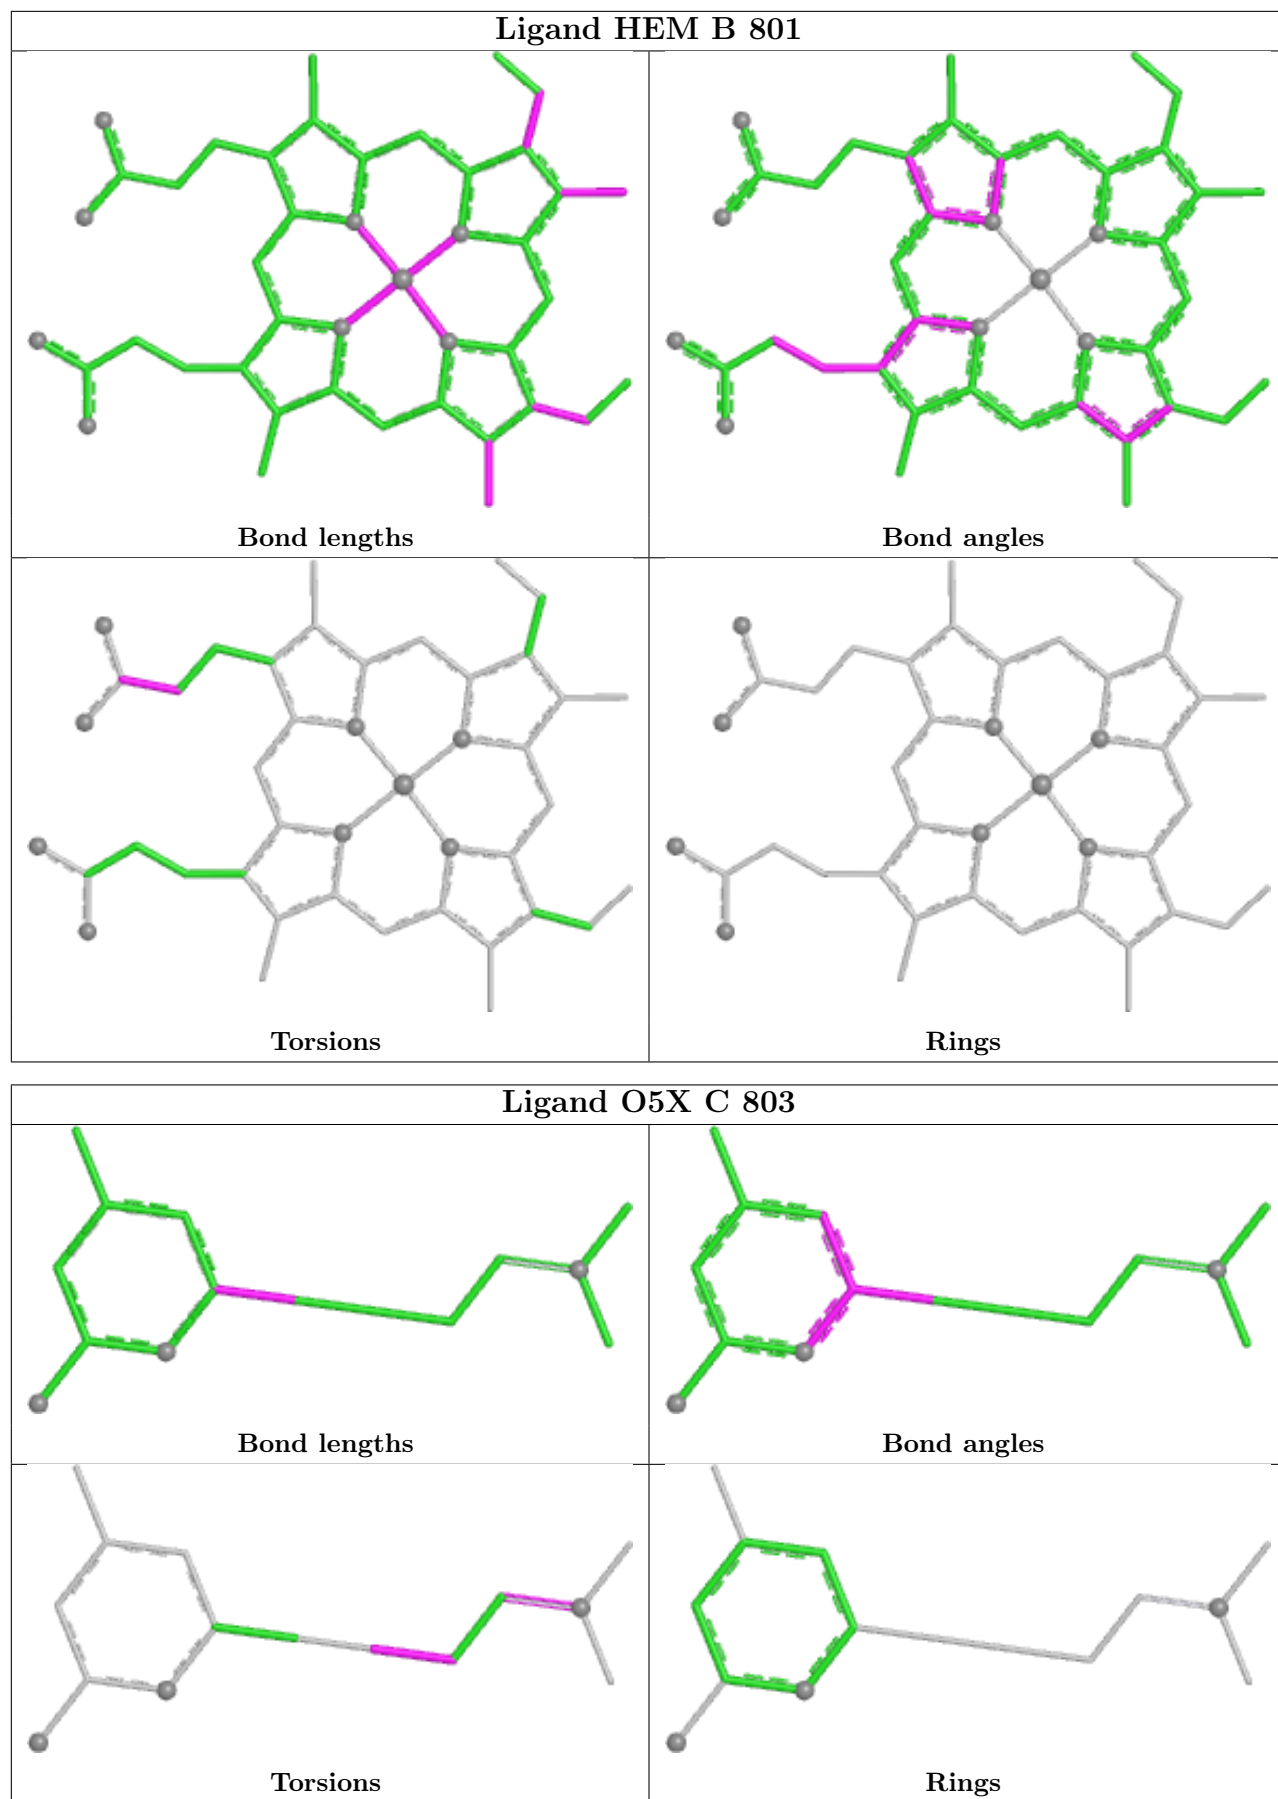 Ligand HEM B 801
Bond lengths
Bond angles
Torsions
Rings
Ligand O5X C 803
Bond lengths
Bond angles
Torsions
Rings